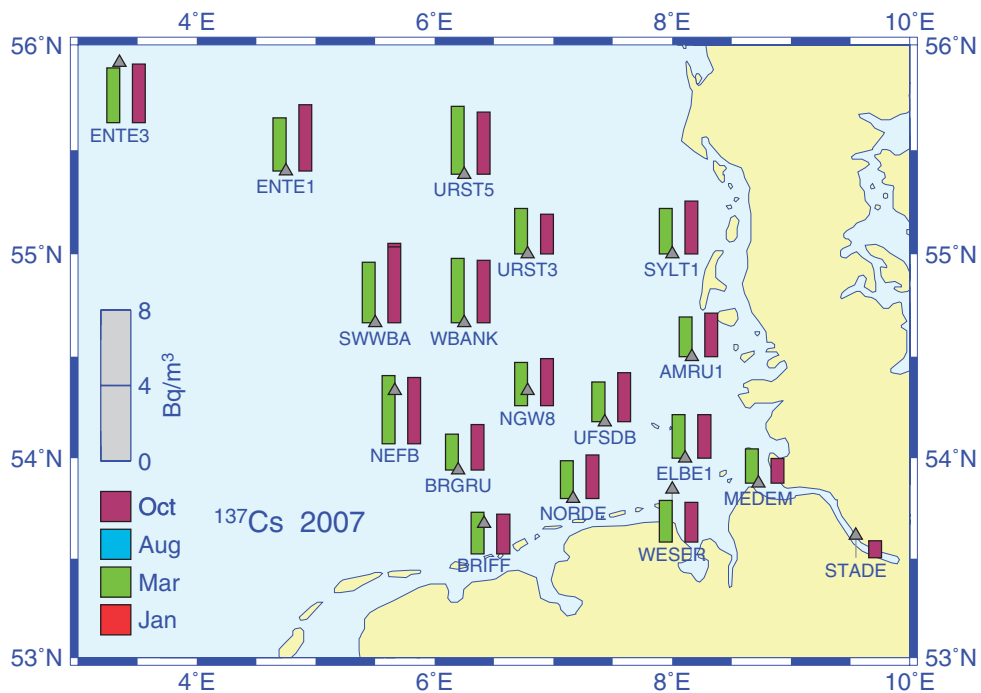 4°E 6°E 8°E 10°E
56°N 56°N
ENTE3
ENTE1 URST5
55°N URST3 SYLT1 55°N
8
SWWBA WBANK
AMRU1
4
Bq/m³
NGW8
UFSDB
0 NEFB 54°N 54°N
BRGRU ELBE1
MEDEM
Oct NORDE
¹³⁷Cs 2007
Aug
WESER
BRIFF
STADE
Mar
Jan
53°N 53°N
4°E 6°E 8°E 10°E